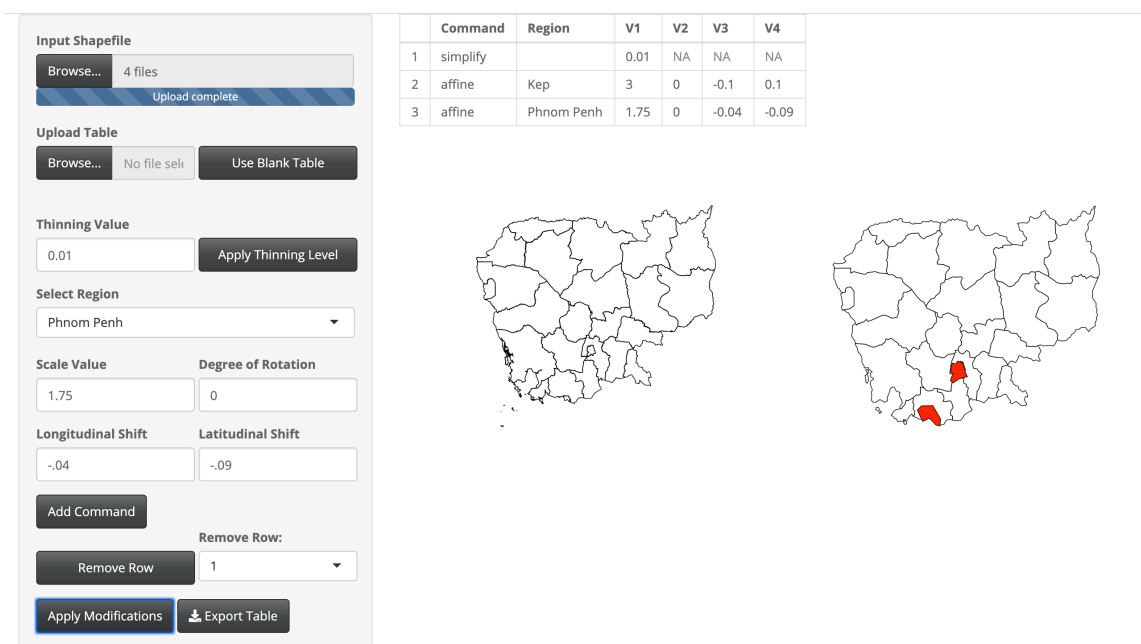 Input Shapefile
Browse... 4 files
Upload complete
Upload Table
Browse... No file sele Use Blank Table
Thinning Value
0.01 Apply Thinning Level
Select Region
Phnom Penh
Scale Value Degree of Rotation
1.75 0
Longitudinal Shift Latitudinal Shift
-.04 -.09
Add Command
Remove Row:
Remove Row 1
Apply Modifications Export Table
Command Region V1 V2 V3 V4
1 simplify 0.01 NA NA NA
2 affine Kep 3 0 -0.1 0.1
3 affine Phnom Penh 1.75 0 -0.04 -0.09